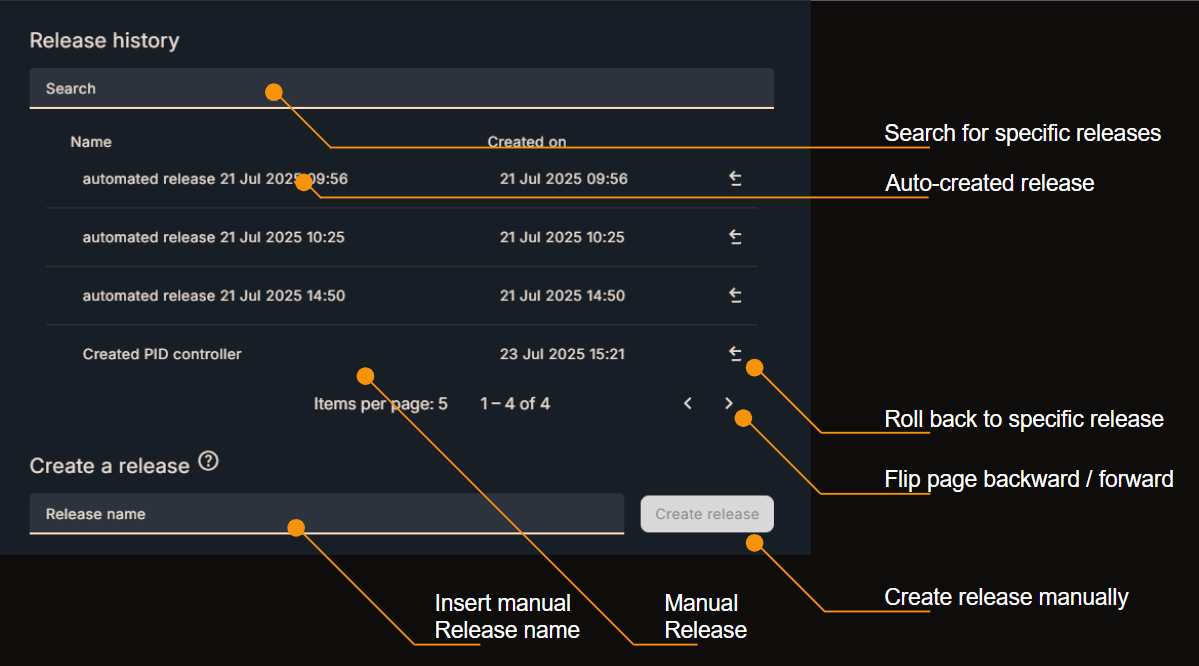 Release history
Search
Name Created on
automated release 21 Jul 2025 09:56 21 Jul 2025 09:56
automated release 21 Jul 2025 10:25 21 Jul 2025 10:25
automated release 21 Jul 2025 14:50 21 Jul 2025 14:50
Created PID controller 23 Jul 2025 15:21
Items per page: 5 1 – 4 of 4
Create a release ?
Release name Create release
Search for specific releases
Auto-created release
Roll back to specific release
Flip page backward / forward
Create release manually
Insert manual
Release name
Manual
Release